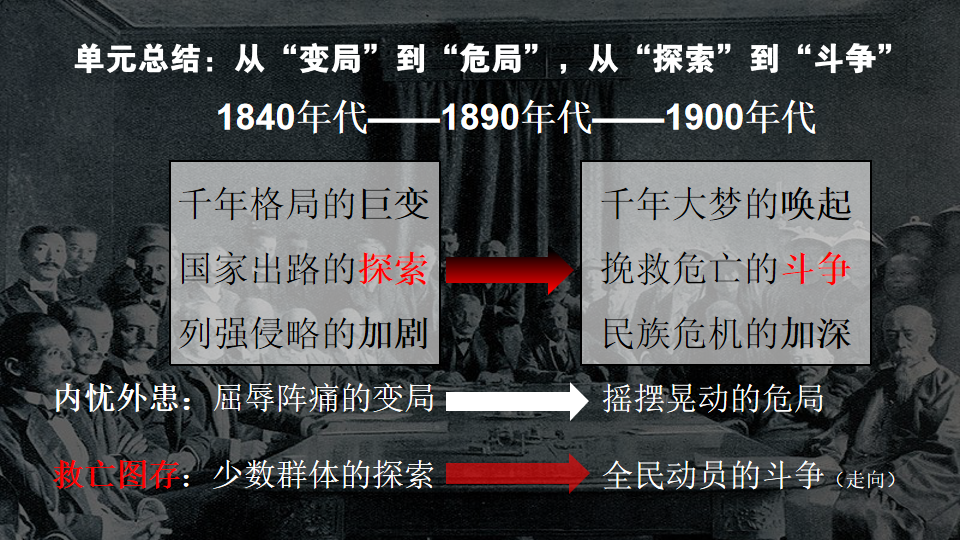 单元总结：从“变局”到“危局”，从“探索”到“斗争”
1840年代——1890年代——1900年代
千年格局的巨变
国家出路的探索
列强侵略的加剧
千年大梦的唤起
挽救危亡的斗争
民族危机的加深
内忧外患：屈辱阵痛的变局
摇摆晃动的危局
救亡图存：少数群体的探索
全民动员的斗争（走向）